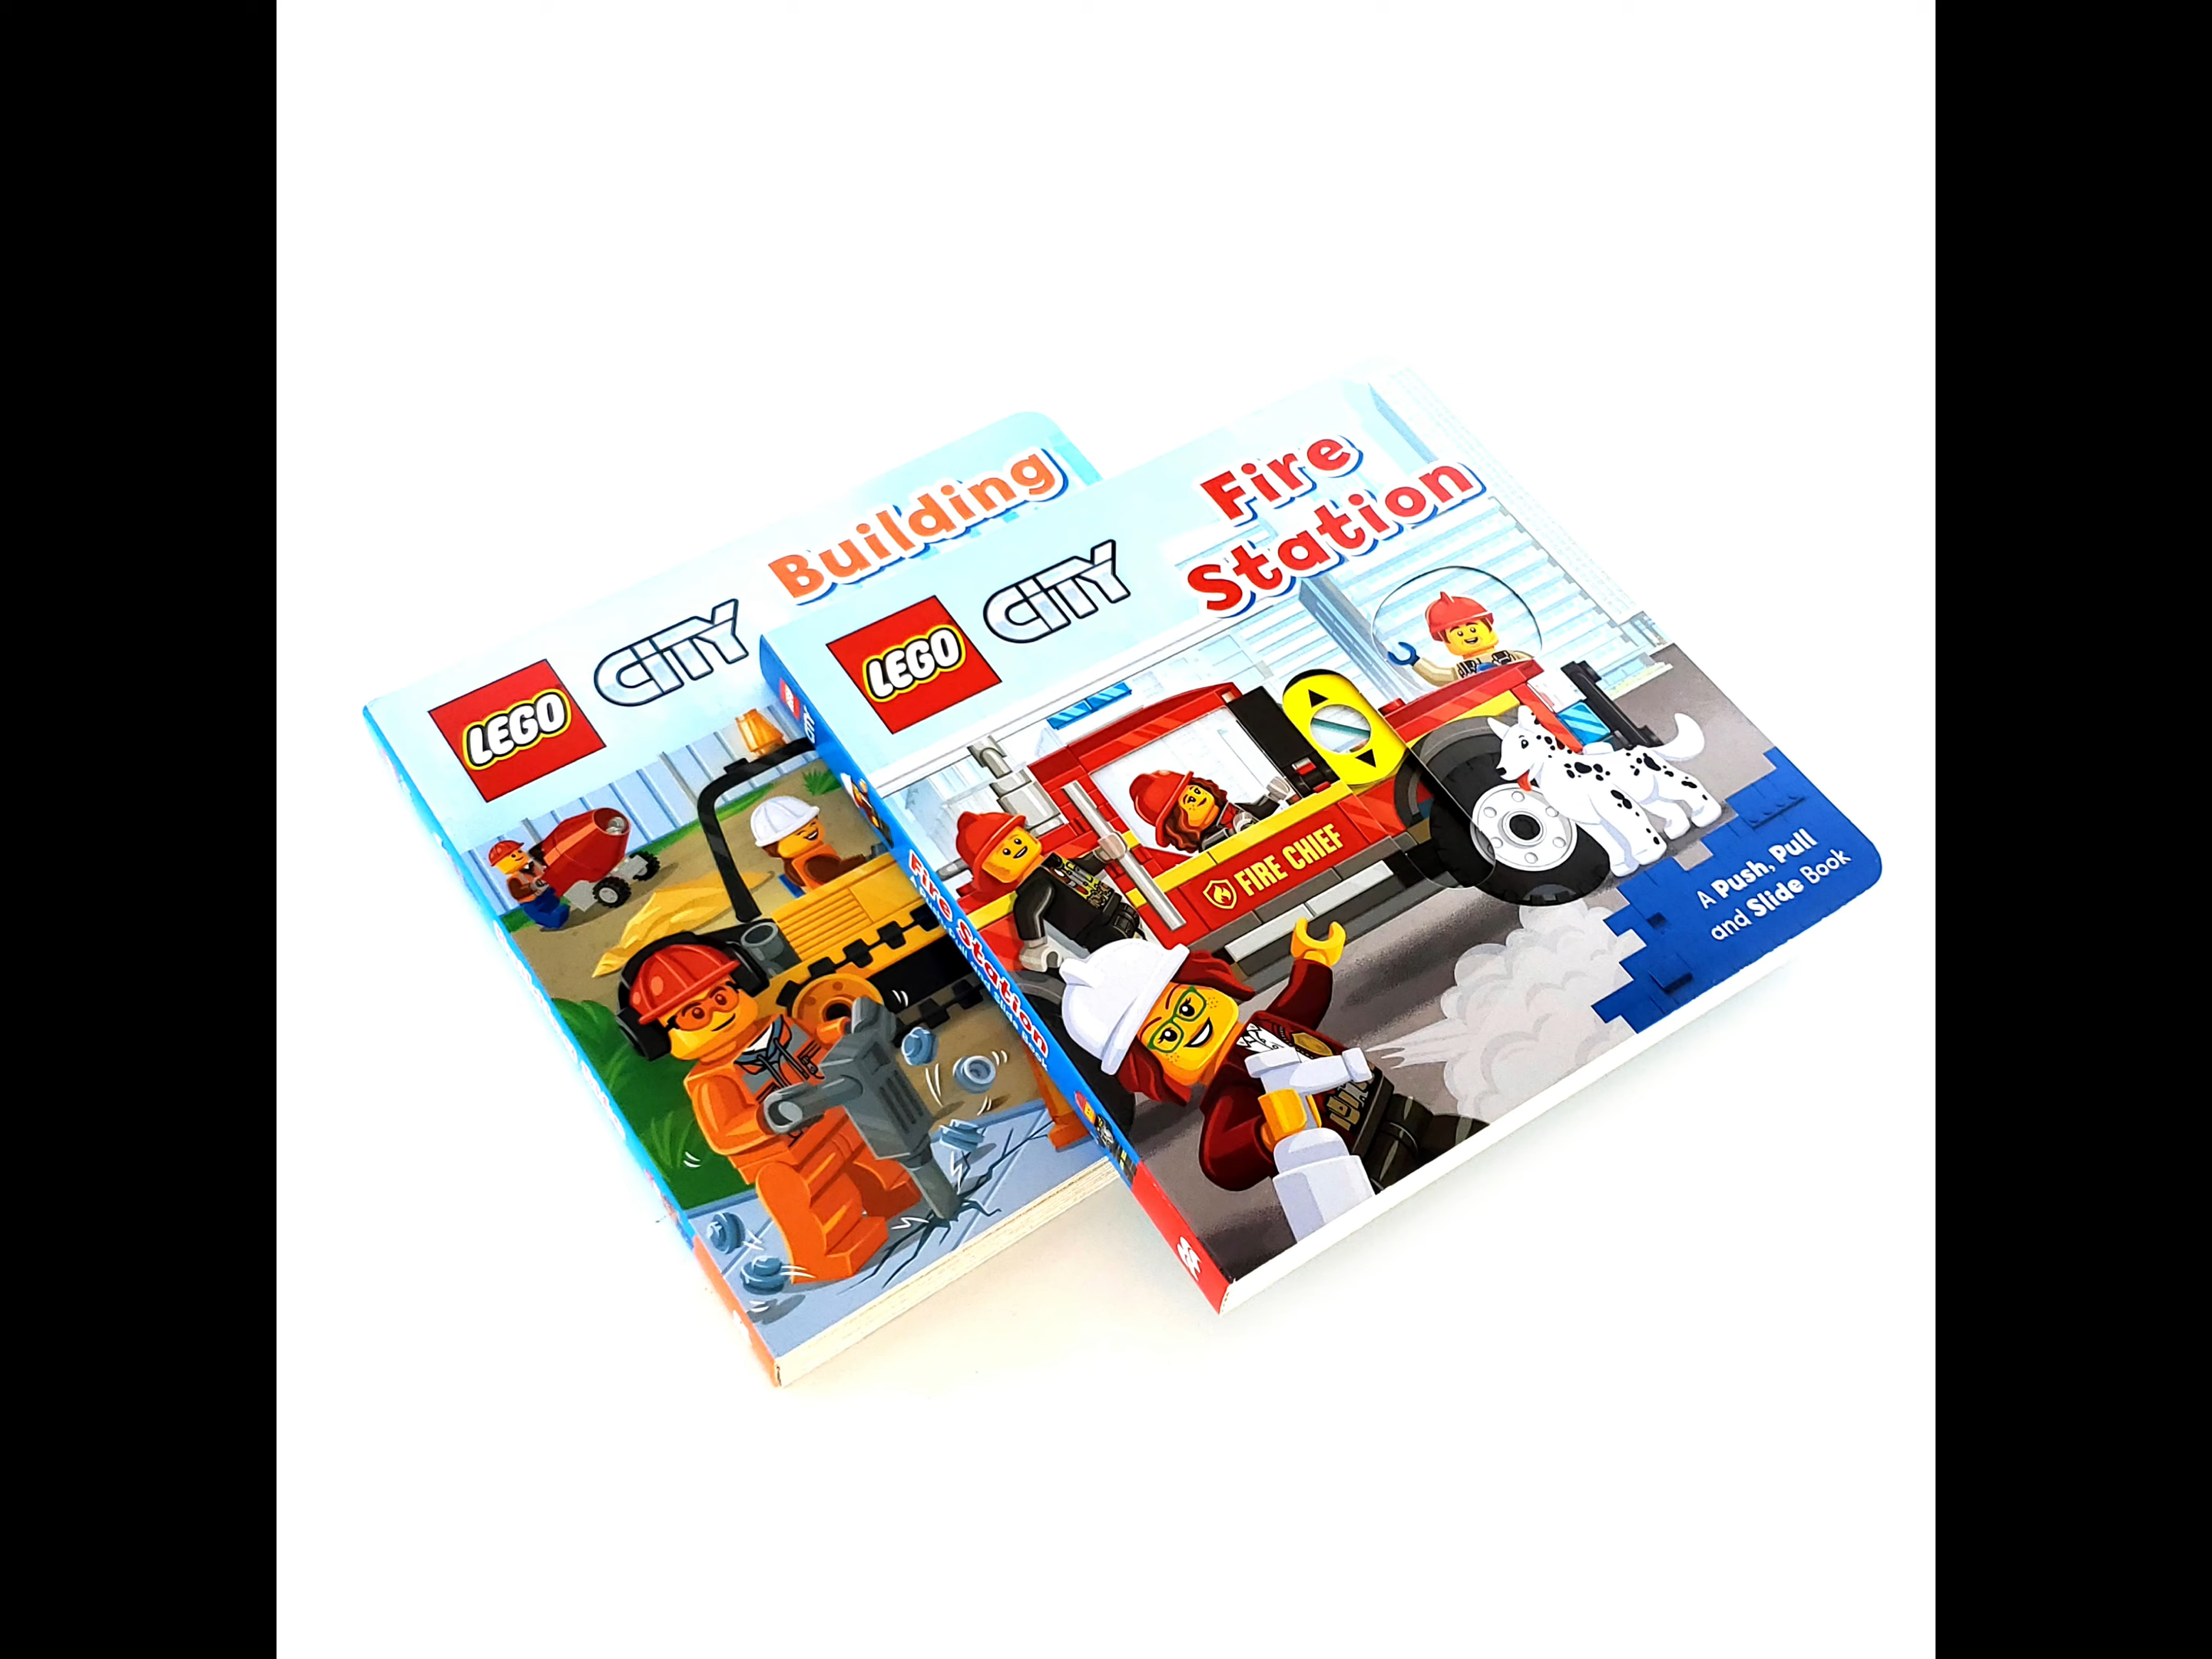 Building
LEGO
CITY
Fire
Station
LEGO
CITY
FIRE CHIEF
A Push, Pull
and Slide Book
Fire Station